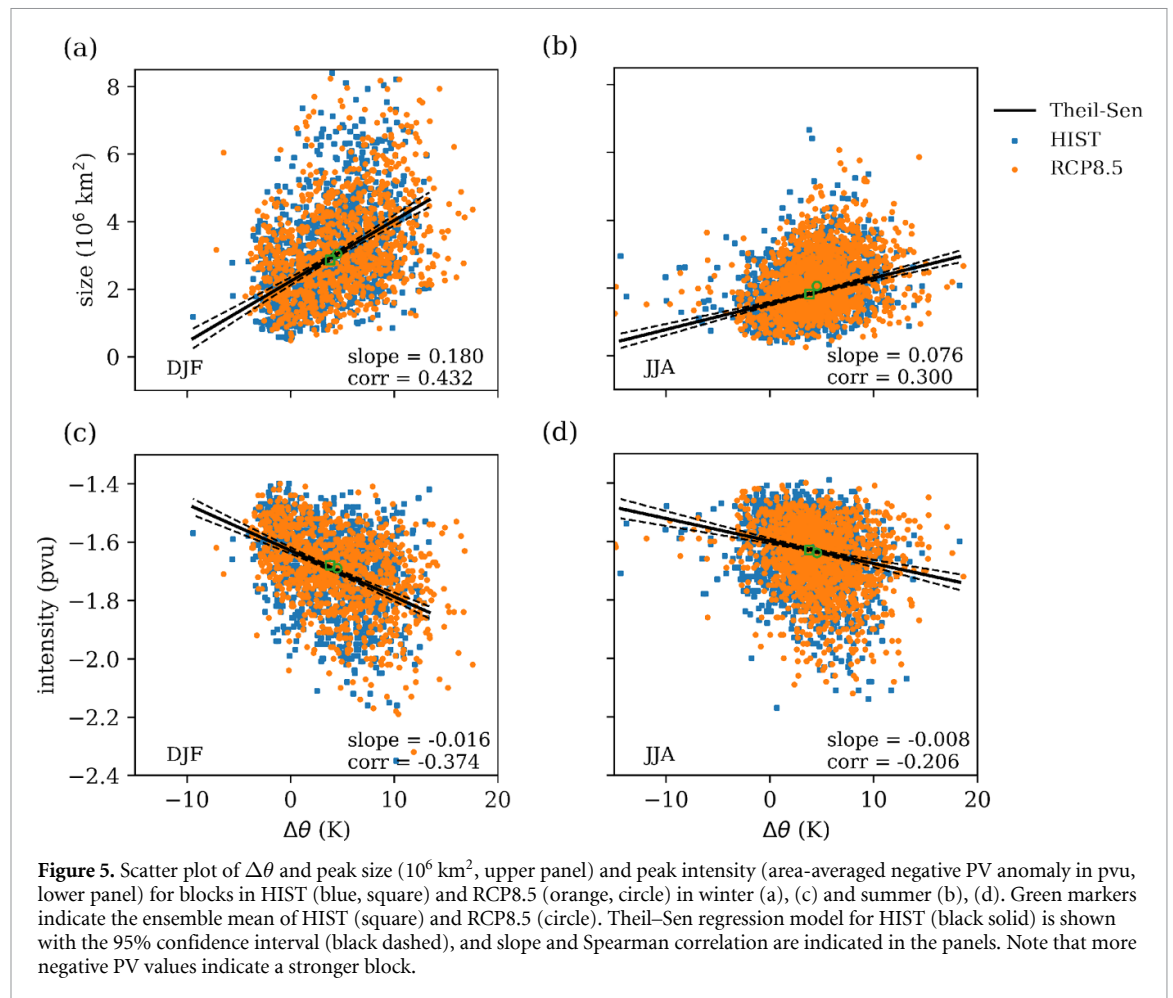 (a)
(b)
8
6
4
2
0
size (10⁶ km²)
DJF
slope = 0.180
corr = 0.432
JJA
slope = 0.076
corr = 0.300
Theil-Sen
HIST
RCP8.5
(c)
(d)
−1.4
−1.6
−1.8
−2.0
−2.2
−2.4
intensity (pvu)
DJF
slope = -0.016
corr = -0.374
JJA
slope = -0.008
corr = -0.206
−10 0 10 20
−10 0 10 20
Δθ (K)
Δθ (K)
Figure 5. Scatter plot of Δθ and peak size (10⁶ km², upper panel) and peak intensity (area-averaged negative PV anomaly in pvu,
lower panel) for blocks in HIST (blue, square) and RCP8.5 (orange, circle) in winter (a), (c) and summer (b), (d). Green markers
indicate the ensemble mean of HIST (square) and RCP8.5 (circle). Theil–Sen regression model for HIST (black solid) is shown
with the 95% confidence interval (black dashed), and slope and Spearman correlation are indicated in the panels. Note that more
negative PV values indicate a stronger block.